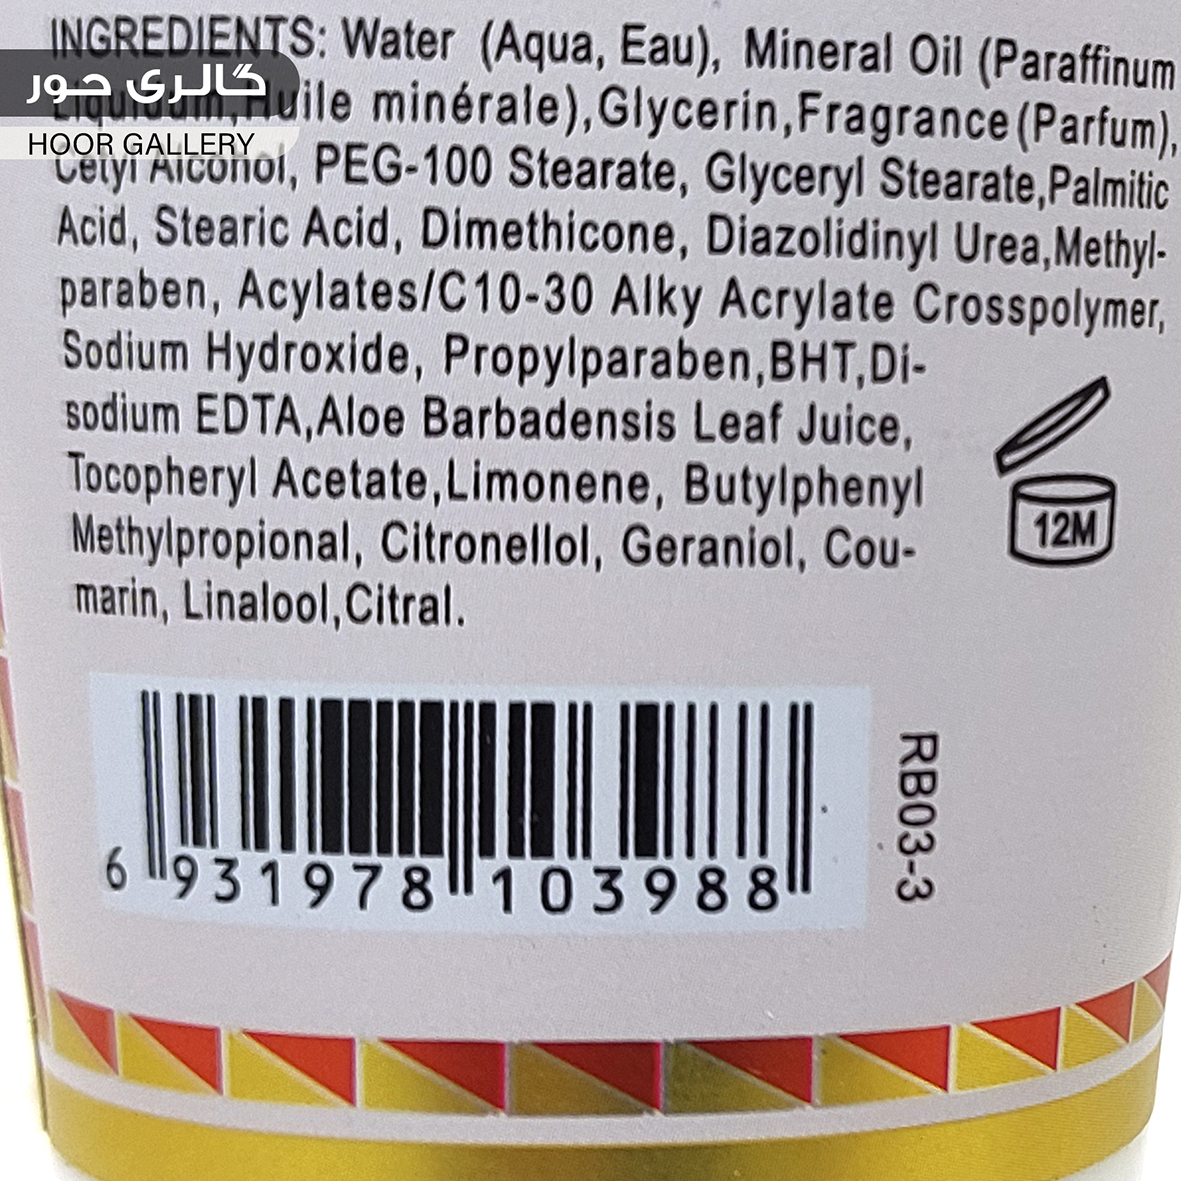 INGREDIENTS: Water (Aqua, Eau), Mineral Oil (Paraffinum
گالری حور
Liquidum,Huile minérale),Glycerin,Fragrance(Parfum),
HOOR GALLERY
Cetyl Alcohol, PEG-100 Stearate, Glyceryl Stearate,Palmitic
Acid, Stearic Acid, Dimethicone, Diazolidinyl Urea,Methyl-
paraben, Acylates/C10-30 Alky Acrylate Crosspolymer,
Sodium Hydroxide, Propylparaben,BHT,Di-
sodium EDTA,Aloe Barbadensis Leaf Juice,
Tocopheryl Acetate,Limonene, Butylphenyl
Methylpropional, Citronellol, Geraniol, Cou-
marin, Linalool,Citral.
12M
6 931978 103988
RB03-3